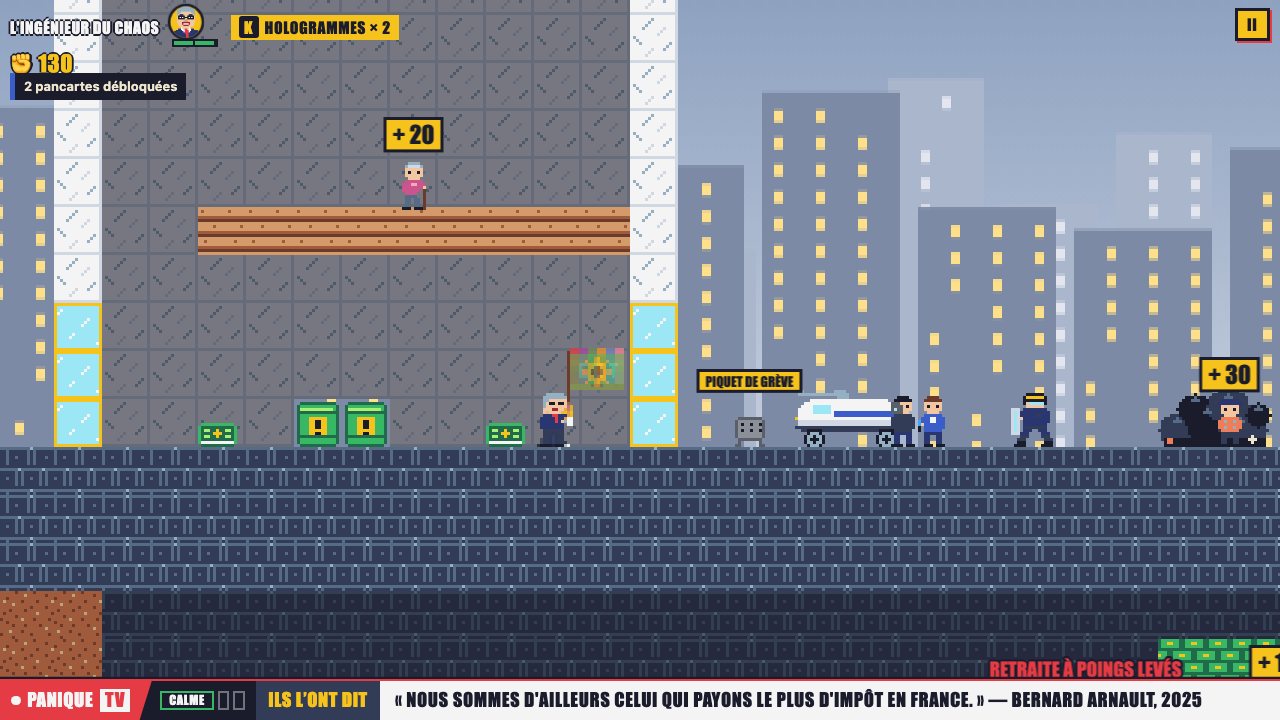 L'INGÉNIEUR DU CHAOS
K HOLOGRAMMES × 2
130
2 pancartes débloquées
+ 20
PIQUET DE GRÈVE
+ 30
RETRAITE À POINGS LEVÉS
PANIQUE TV
CALME
ILS L'ONT DIT
« NOUS SOMMES D'AILLEURS CELUI QUI PAYONS LE PLUS D'IMPÔT EN FRANCE. » — BERNARD ARNAULT, 2025